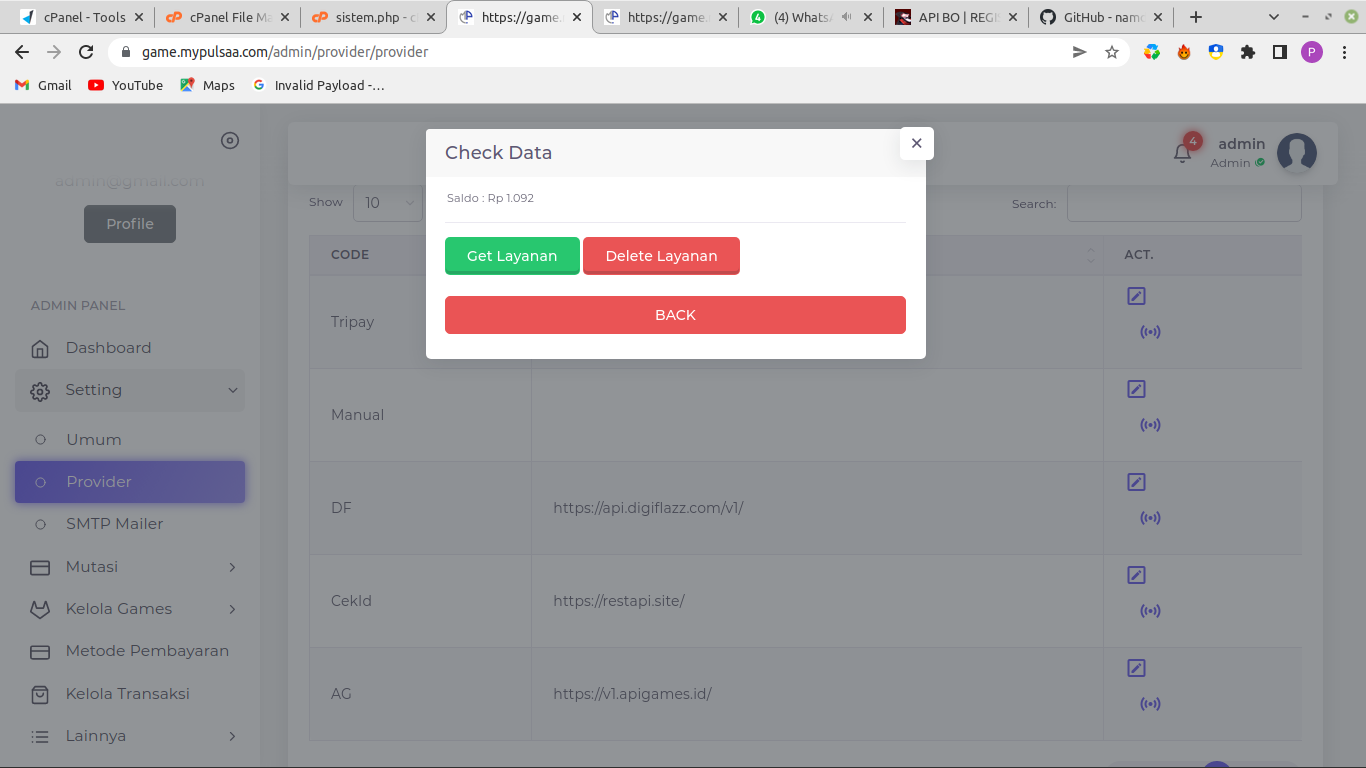 cPanel - Tools
cPanel File Ma
sistem.php - c
https://game.
https://game.
(4) WhatsA
API BO | REGI
GitHub - namo
game.mypulsaa.com/admin/provider/provider
P
Gmail
YouTube
Maps
Invalid Payload -...
admin@gmail.com
Profile
ADMIN PANEL
Dashboard
Setting
Umum
Provider
SMTP Mailer
Mutasi
Kelola Games
Metode Pembayaran
Kelola Transaksi
Lainnya
4
admin
Admin
Check Data
Saldo : Rp 1.092
Get Layanan
Delete Layanan
BACK
Show 10
Search:
CODE ACT.
Tripay
Manual
DF https://api.digiflazz.com/v1/
CekId https://restapi.site/
AG https://v1.apigames.id/